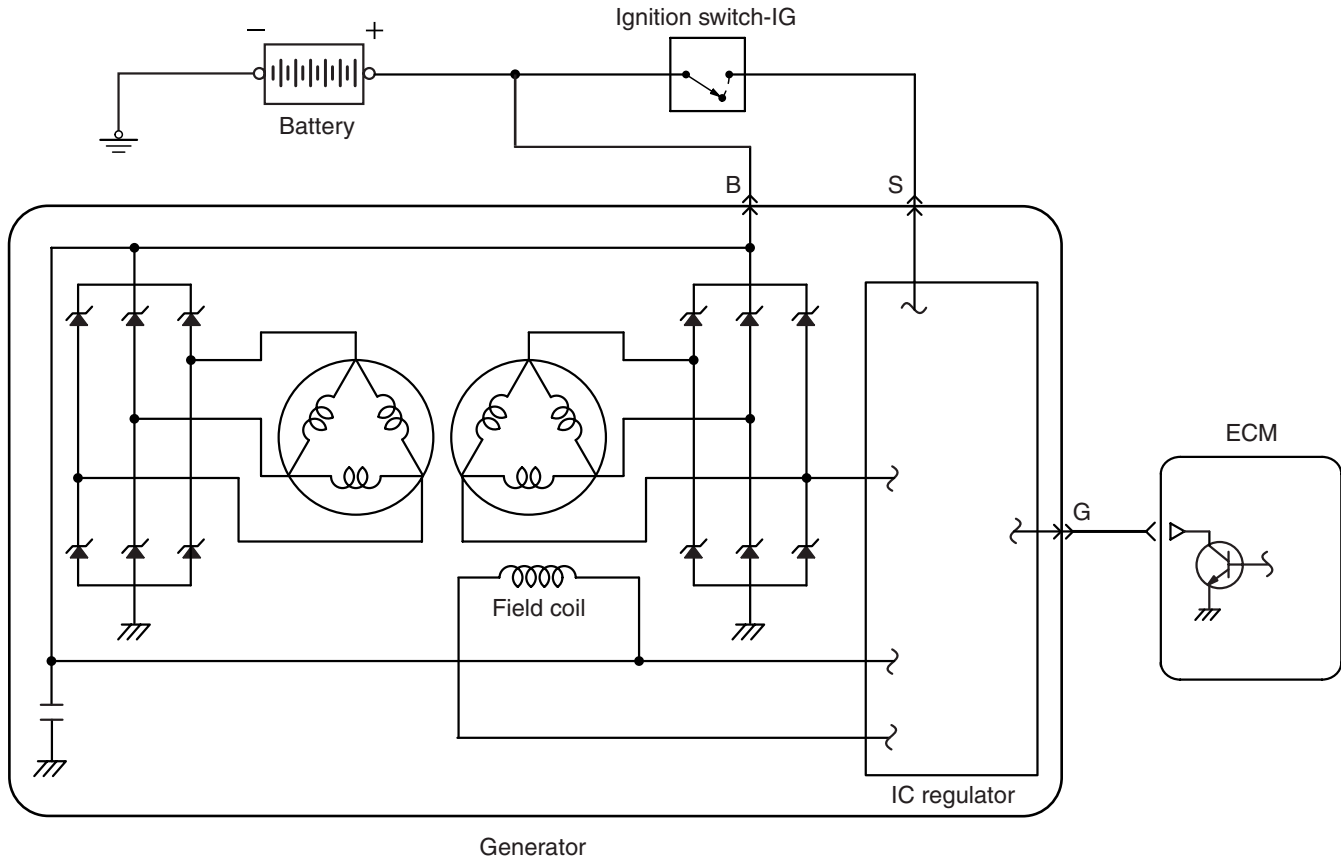 Ignition switch-IG
− +
Battery
B S
ECM
G
Field coil
IC regulator
Generator